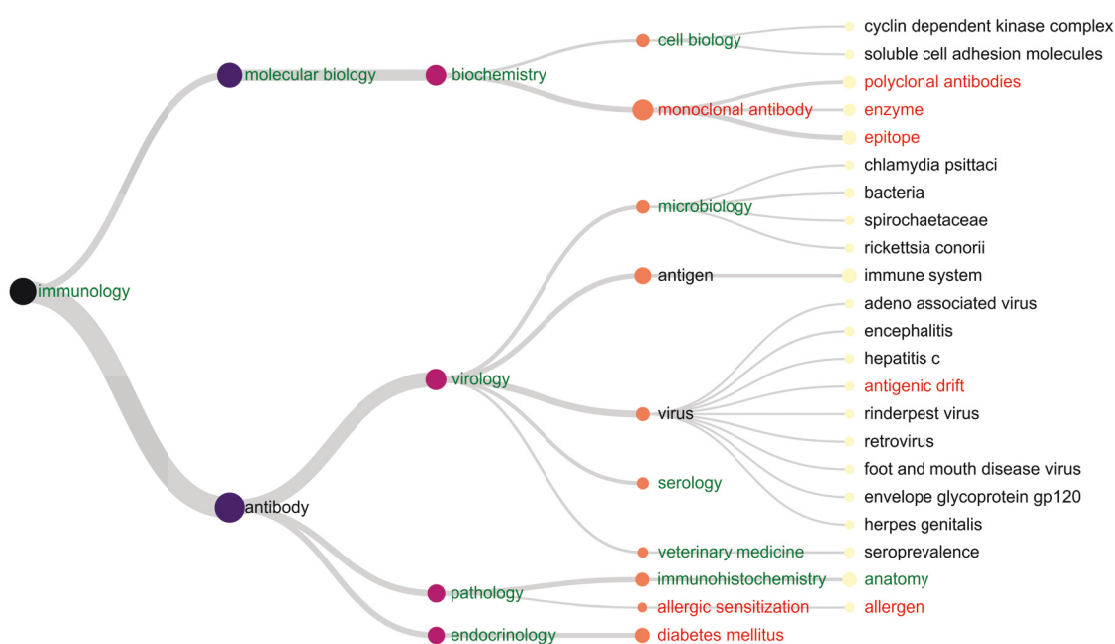 cyclin dependent kinase complex
cell biology
soluble cell adhesion molecules
molecular biology
biochemistry
polyclonal antibodies
monoclonal antibody
enzyme
epitope
chlamydia psittaci
bacteria
microbiology
spirochaetaceae
rickettsia conorii
antigen
immune system
immunology
adeno associated virus
encephalitis
hepatitis c
virology
antigenic drift
virus
rinderpest virus
retrovirus
foot and mouth disease virus
serology
envelope glycoprotein gp120
antibody
herpes genitalis
veterinary medicine
seroprevalence
immunohistochemistry
anatomy
pathology
allergic sensitization
allergen
endocrinology
diabetes mellitus